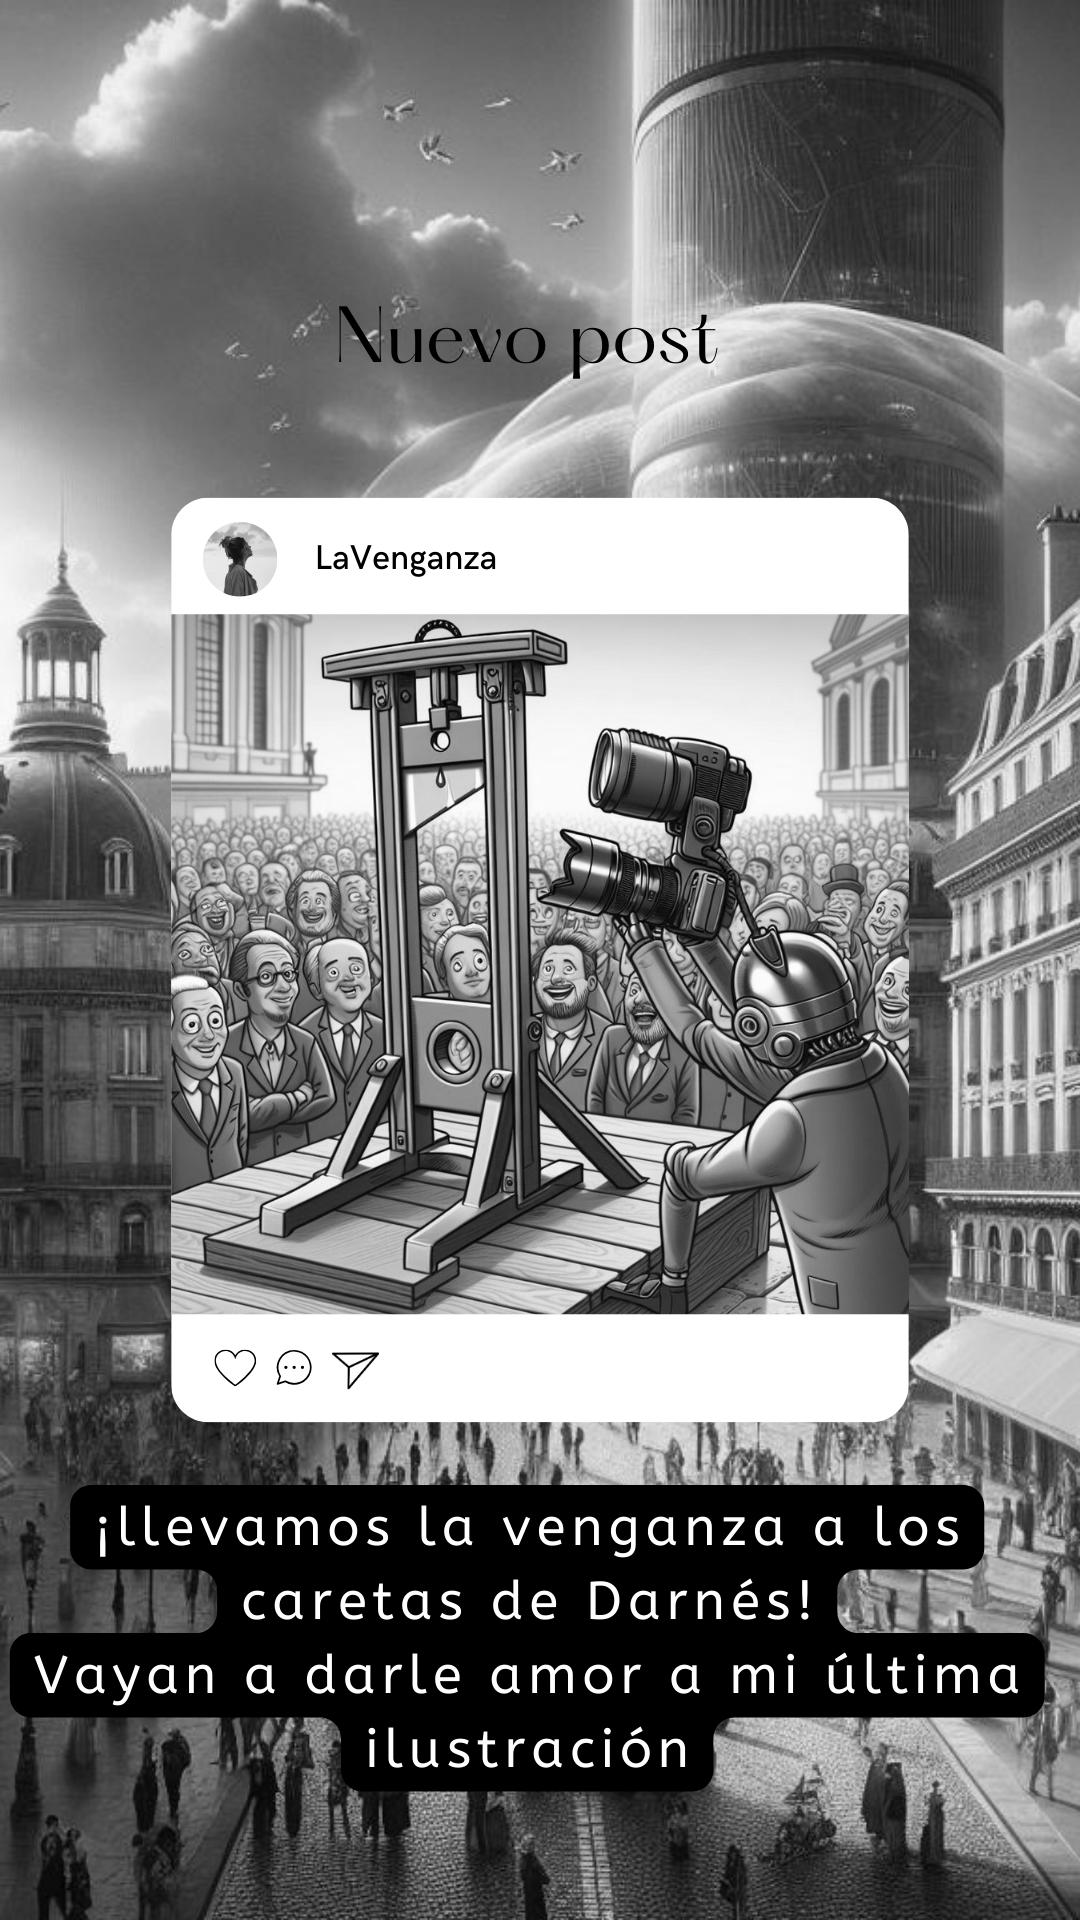 Nuevo post
LaVenganza
¡llevamos la venganza a los
caretas de Darnés!
Vayan a darle amor a mi última
ilustración